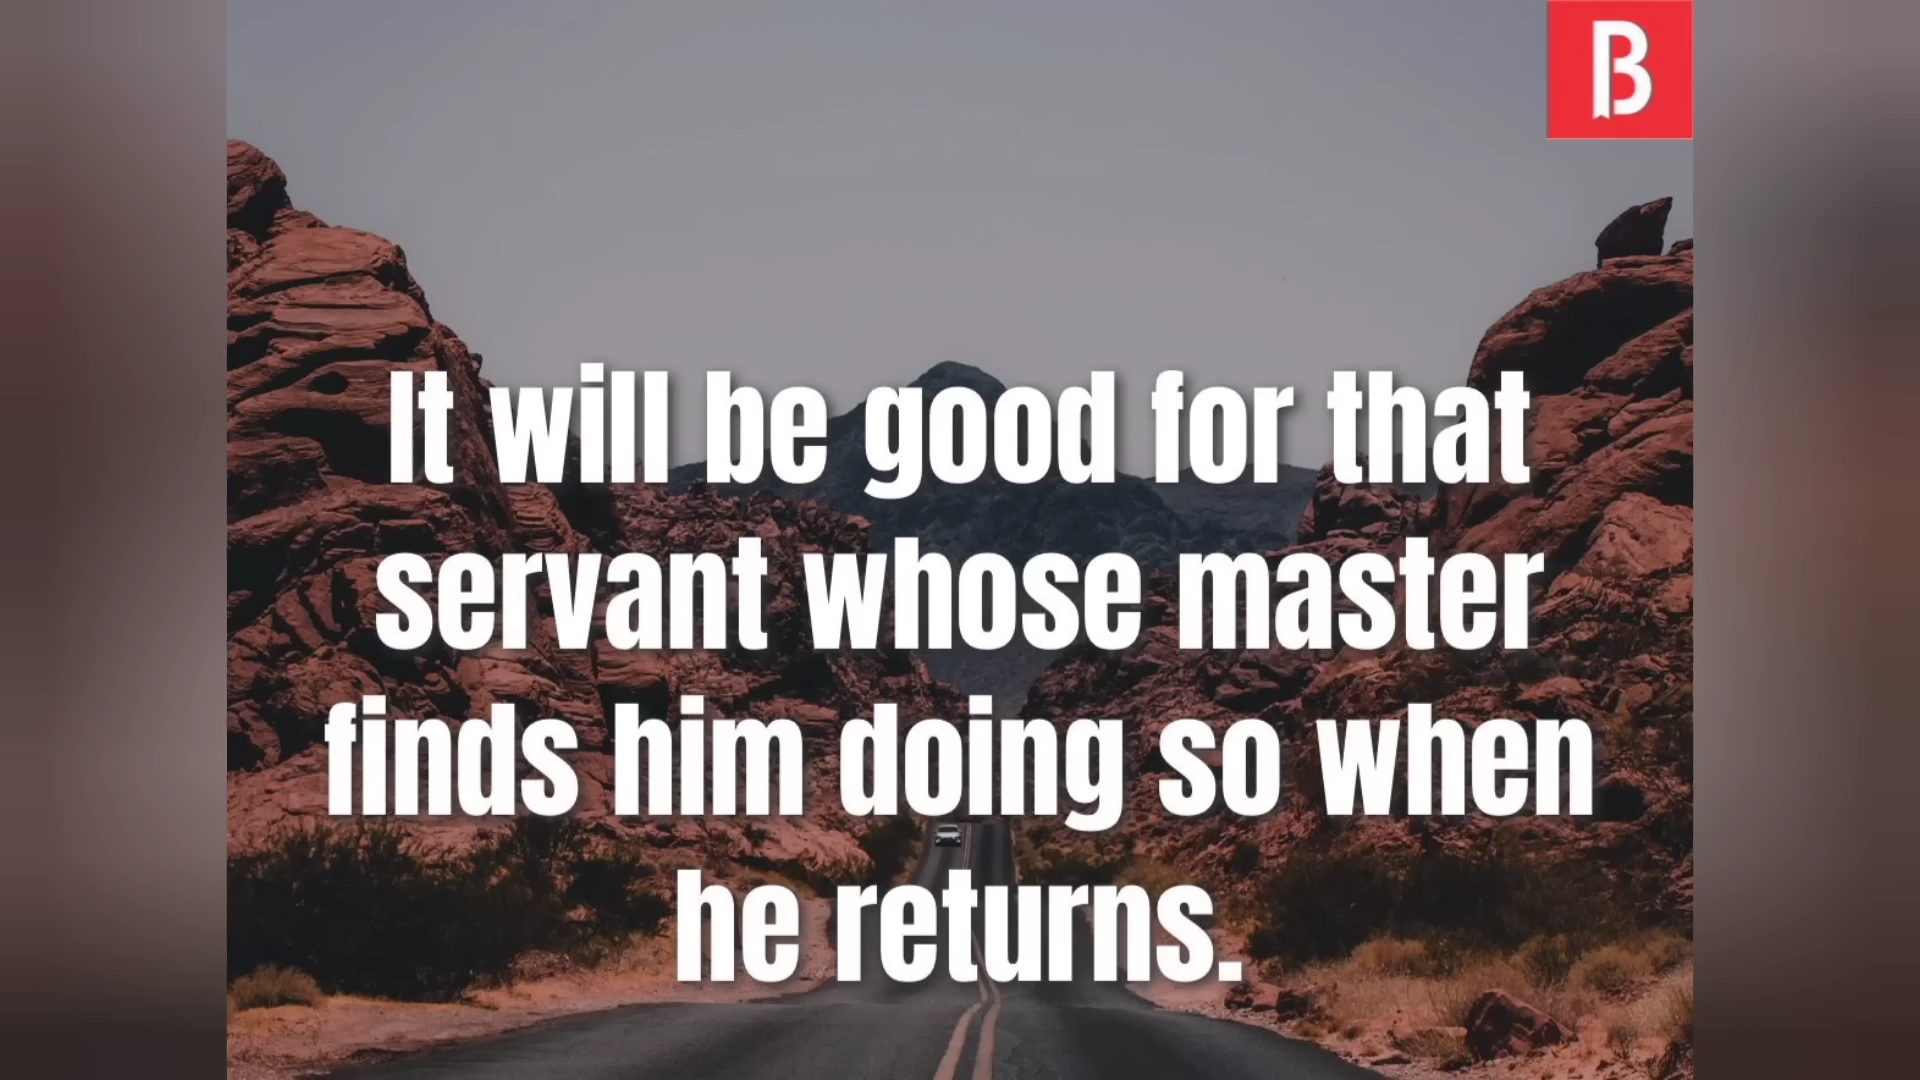 B
It will be good for that
servant whose master
finds him doing so when
he returns.